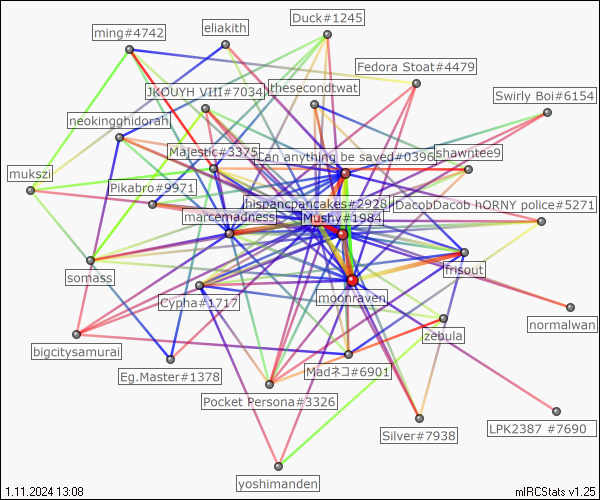 Duck#1245
ming#4742
eliakith
Fedora Stoat#4479
JKOUYH VIII#7034
thesecondtwat
Swirly Boi#6154
neokingghidorah
Majestic#3375
can anything be saved#0396
shawntee9
mukszi
Pikabro#9971
hispancpancakes#2928
DacobDacob hORNY police#5271
marcemadness
Mushy#1984
somass
frisout
Cypha#1717
moonraven
normalwan
zebula
bigcitysamurai
Eg.Master#1378
Madネコ#6901
Pocket Persona#3326
Silver#7938
LPK2387 #7690
yoshimanden
1.11.2024 13:08
mIRCStats v1.25